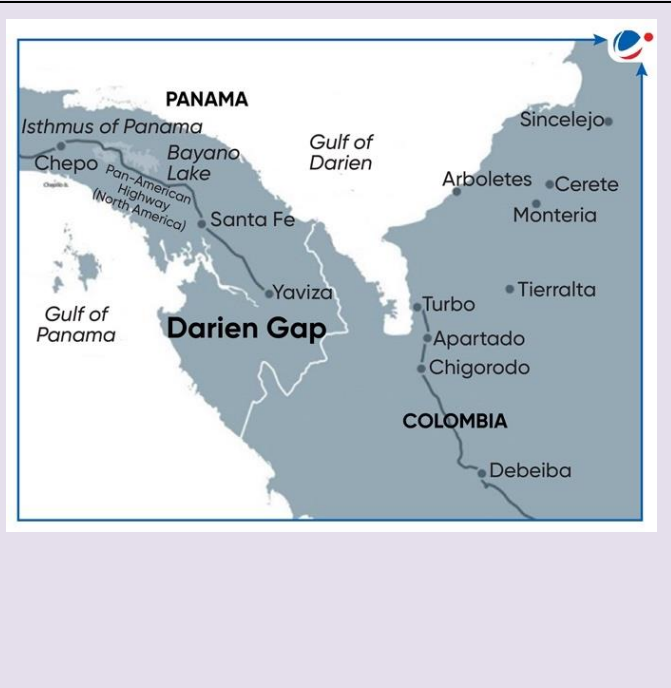 PANAMA
Isthmus of Panama
Chepo
Bayano
Lake
Pan-American
Highway
(North America)
Santa Fe
Yaviza
Gulf of
Darien
Sincelejo
Arboletes
Cerete
Monteria
Tierralta
Turbo
Apartado
Chigorodo
Gulf of
Panama
Darien Gap
COLOMBIA
Debeiba